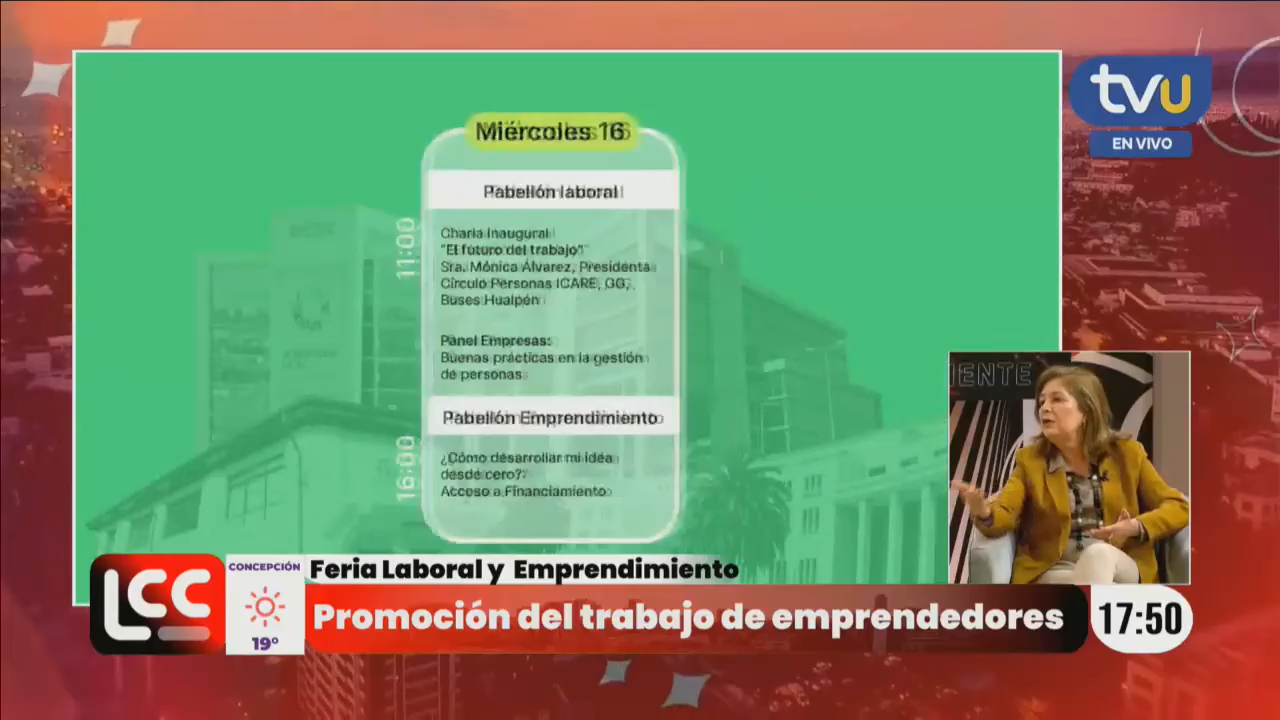 tvu
EN VIVO
Miércoles 16
Pabellón laboral
11:00
Charla Inaugural
"El futuro del trabajo"
Sra. Mónica Álvarez, Presidenta
Círculo Personas ICARE, GG,
Buses Hualpén
Panel Empresas:
Buenas prácticas en la gestión
de personas
Pabellón Emprendimiento
16:00
¿Cómo desarrollar mi idea
desde cero?
Acceso a Financiamiento
IENTE
LCC
CONCEPCIÓN
19°
Feria Laboral y Emprendimiento
Promoción del trabajo de emprendedores
17:50